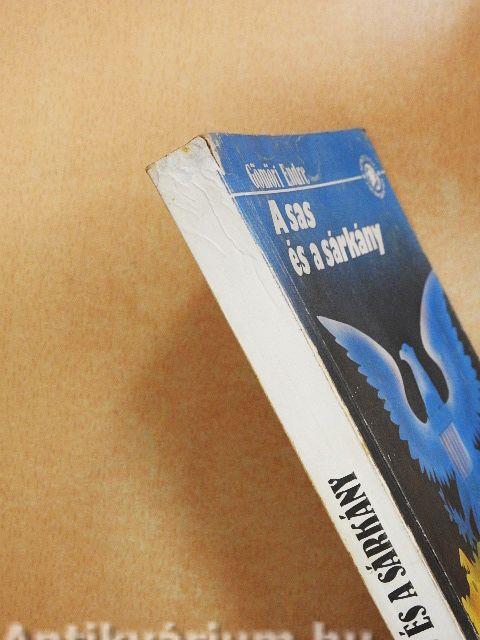 Gömöri Endre
A sas
és a sárkány
ÉS A SÁRKÁNY
Antikvárium.hu